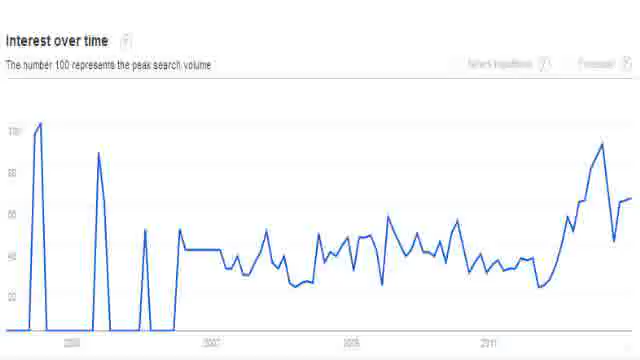 Interest over time ?
The number 100 represents the peak search volume
100
80
60
40
20
2005 2007 2009 2011